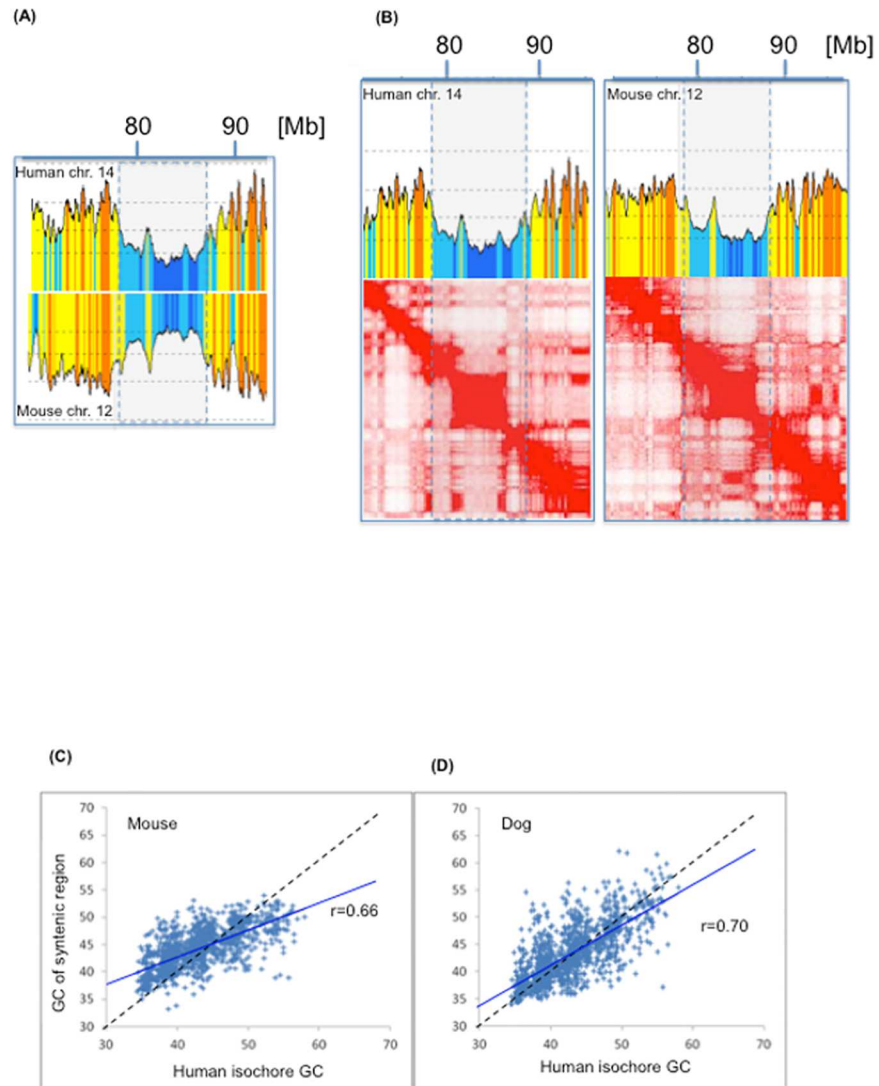 (A)
80 90 [Mb]
Human chr. 14
Mouse chr. 12
(B)
80 90 80 90 [Mb]
Human chr. 14
Mouse chr. 12
(C)
GC of syntenic region
70
65
60
55
50
45
40
35
30
Mouse
r=0.66
30 40 50 60 70
Human isochore GC
(D)
70
65
60
55
50
45
40
35
30
Dog
r=0.70
30 40 50 60 70
Human isochore GC